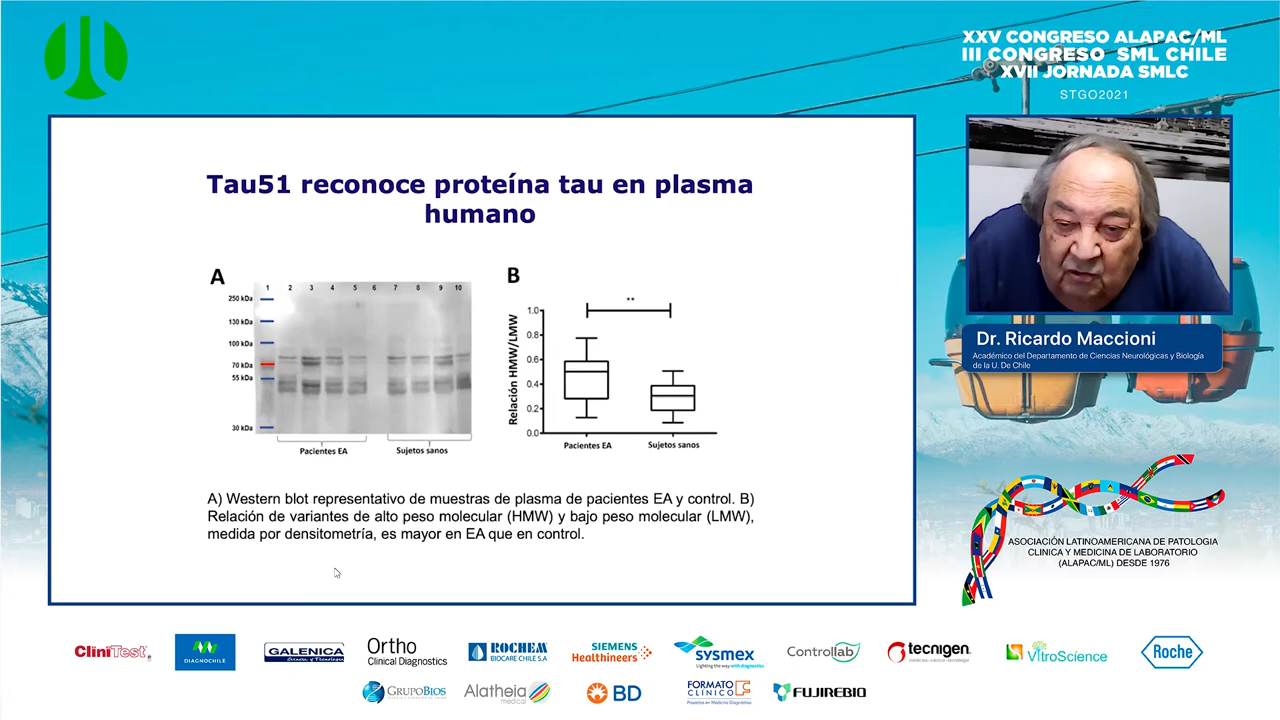 XXV CONGRESO ALAPAC/ML
III CONGRESO SML CHILE
XVII JORNADA SMLC
STGO2021
Tau51 reconoce proteína tau en plasma
humano
A
1 2 3 4 5 6 7 8 9 10
250 kDa
130 kDa
100 kDa
70 kDa
55 kDa
30 kDa
Pacientes EA
Sujetos sanos
B
**
Relación HMW/LMW
1.0
0.8
0.6
0.4
0.2
0.0
Pacientes EA
Sujetos sanos
A) Western blot representativo de muestras de plasma de pacientes EA y control. B)
Relación de variantes de alto peso molecular (HMW) y bajo peso molecular (LMW),
medida por densitometría, es mayor en EA que en control.
Dr. Ricardo Maccioni
Académico del Departamento de Ciencias Neurológicas y Biología
de la U. De Chile
ASOCIACIÓN LATINOAMERICANA DE PATOLOGIA
CLINICA Y MEDICINA DE LABORATORIO
(ALAPAC/ML) DESDE 1976
CliniTest
DIAGNOCHILE
GALENICA
Ciencia y Tecnología
Ortho
Clinical Diagnostics
ROCHEM
BIOCARE CHILE S.A
SIEMENS
Healthineers
sysmex
Lighting the way with diagnostics
Controllab
tecnigen
VitroScience
Roche
GRUPOBIOS
Alatheia
medical
BD
FORMATO
CLÍNICO
Proyectos en Medicina Diagnóstica
FUJIREBIO